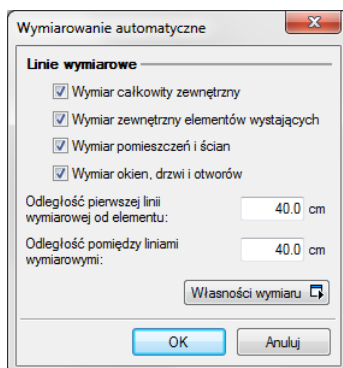 Wymiarowanie automatyczne
Linie wymiarowe
Wymiar całkowity zewnętrzny
Wymiar zewnętrzny elementów wystających
Wymiar pomieszczeń i ścian
Wymiar okien, drzwi i otworów
Odległość pierwszej linii
wymiarowej od elementu:
40.0 cm
Odległość pomiędzy liniami
wymiarowymi:
40.0 cm
Własności wymiaru
OK
Anuluj